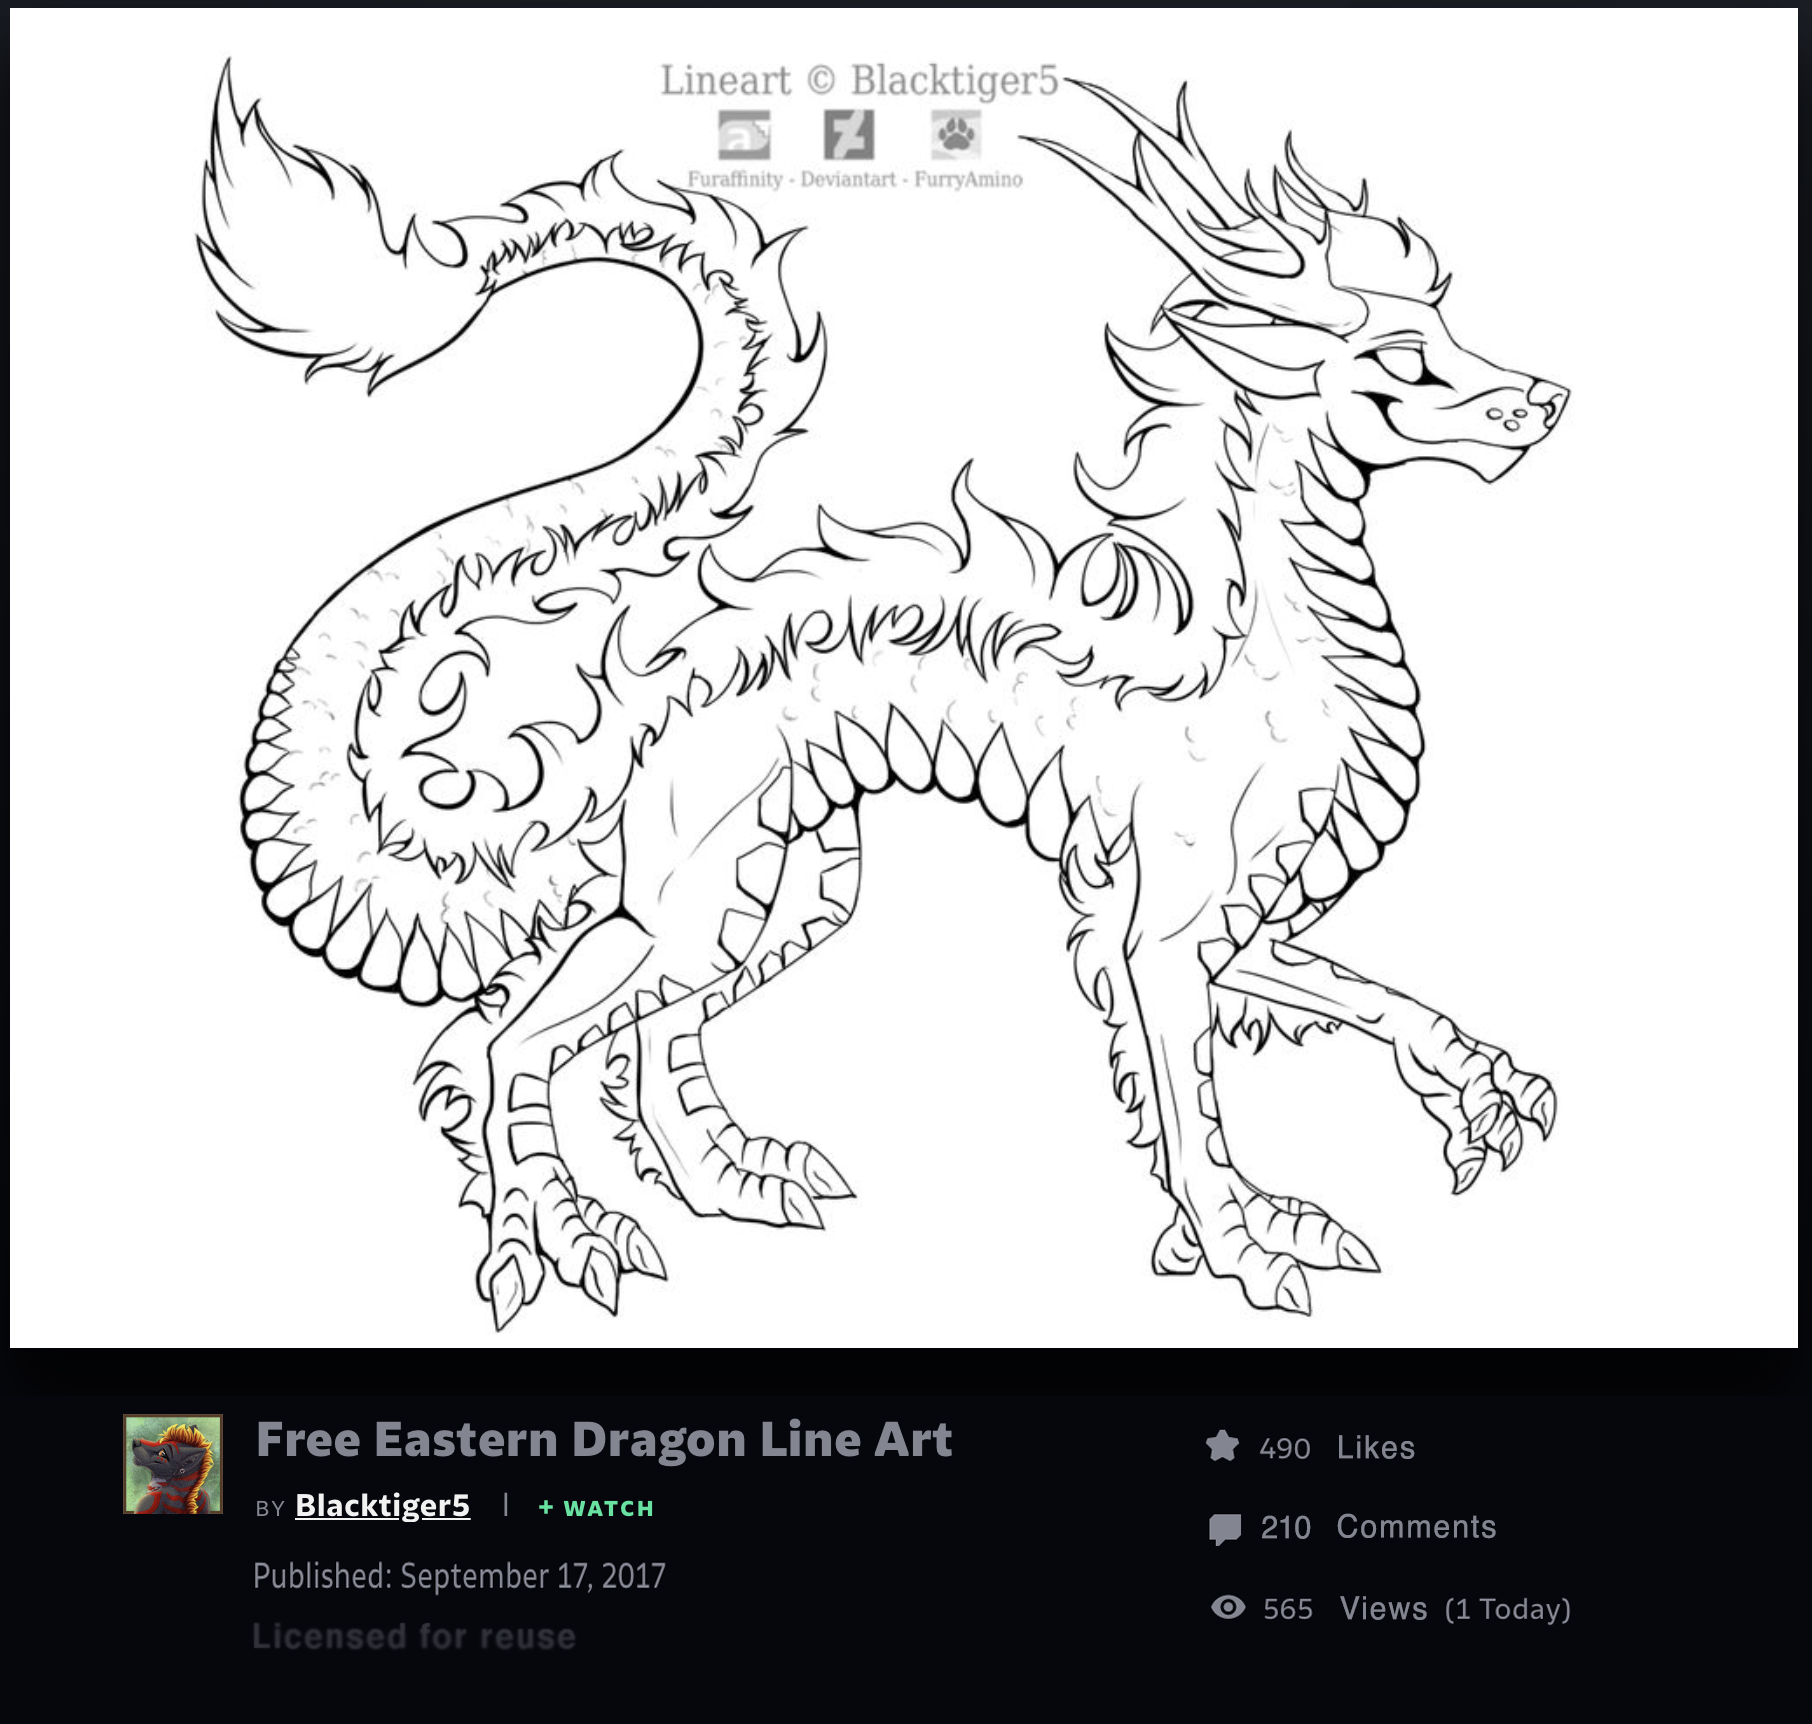 Lineart © Blacktiger5
Furaffinity - Deviantart - FurryAmino
Free Eastern Dragon Line Art
BY Blacktiger5 | + WATCH
Published: September 17, 2017
Licensed for reuse
490 Likes
210 Comments
565 Views (1 Today)